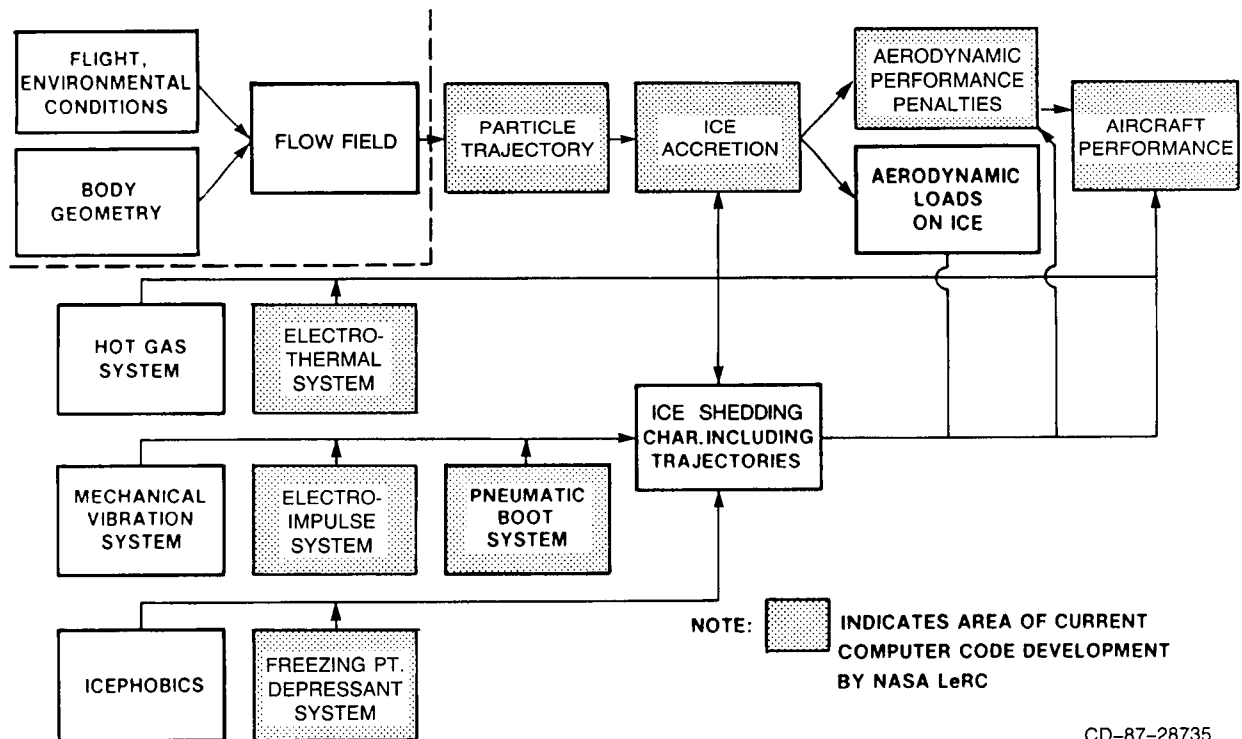 FLIGHT,
ENVIRONMENTAL
CONDITIONS
BODY
GEOMETRY
FLOW FIELD
PARTICLE
TRAJECTORY
ICE
ACCRETION
AERODYNAMIC
PERFORMANCE
PENALTIES
AERODYNAMIC
LOADS
ON ICE
AIRCRAFT
PERFORMANCE
HOT GAS
SYSTEM
ELECTRO-
THERMAL
SYSTEM
ICE SHEDDING
CHAR. INCLUDING
TRAJECTORIES
MECHANICAL
VIBRATION
SYSTEM
ELECTRO-
IMPULSE
SYSTEM
PNEUMATIC
BOOT
SYSTEM
ICEPHOBICS
FREEZING PT.
DEPRESSANT
SYSTEM
NOTE:
INDICATES AREA OF CURRENT
COMPUTER CODE DEVELOPMENT
BY NASA LeRC
CD-87-28735